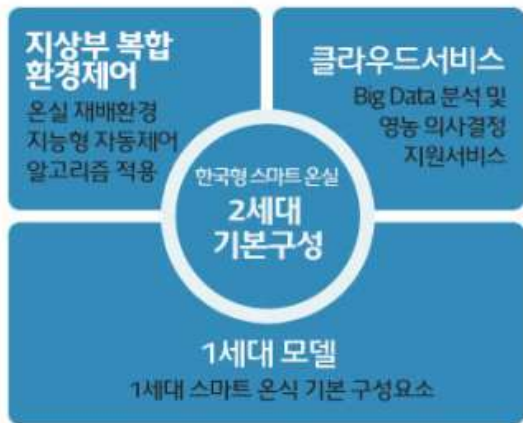 지상부 복합
환경제어
온실 재배환경
지능형 자동제어
알고리즘 적용
클라우드서비스
Big Data 분석 및
영농 의사결정
지원서비스
한국형 스마트 온실
2세대
기본구성
1세대 모델
1세대 스마트 온식 기본 구성요소